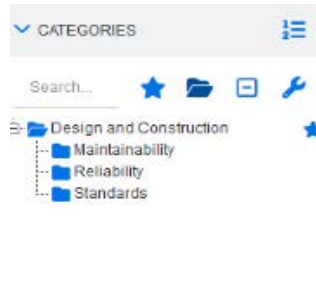 CATEGORIES
Search...
Design and Construction
Maintainability
Reliability
Standards